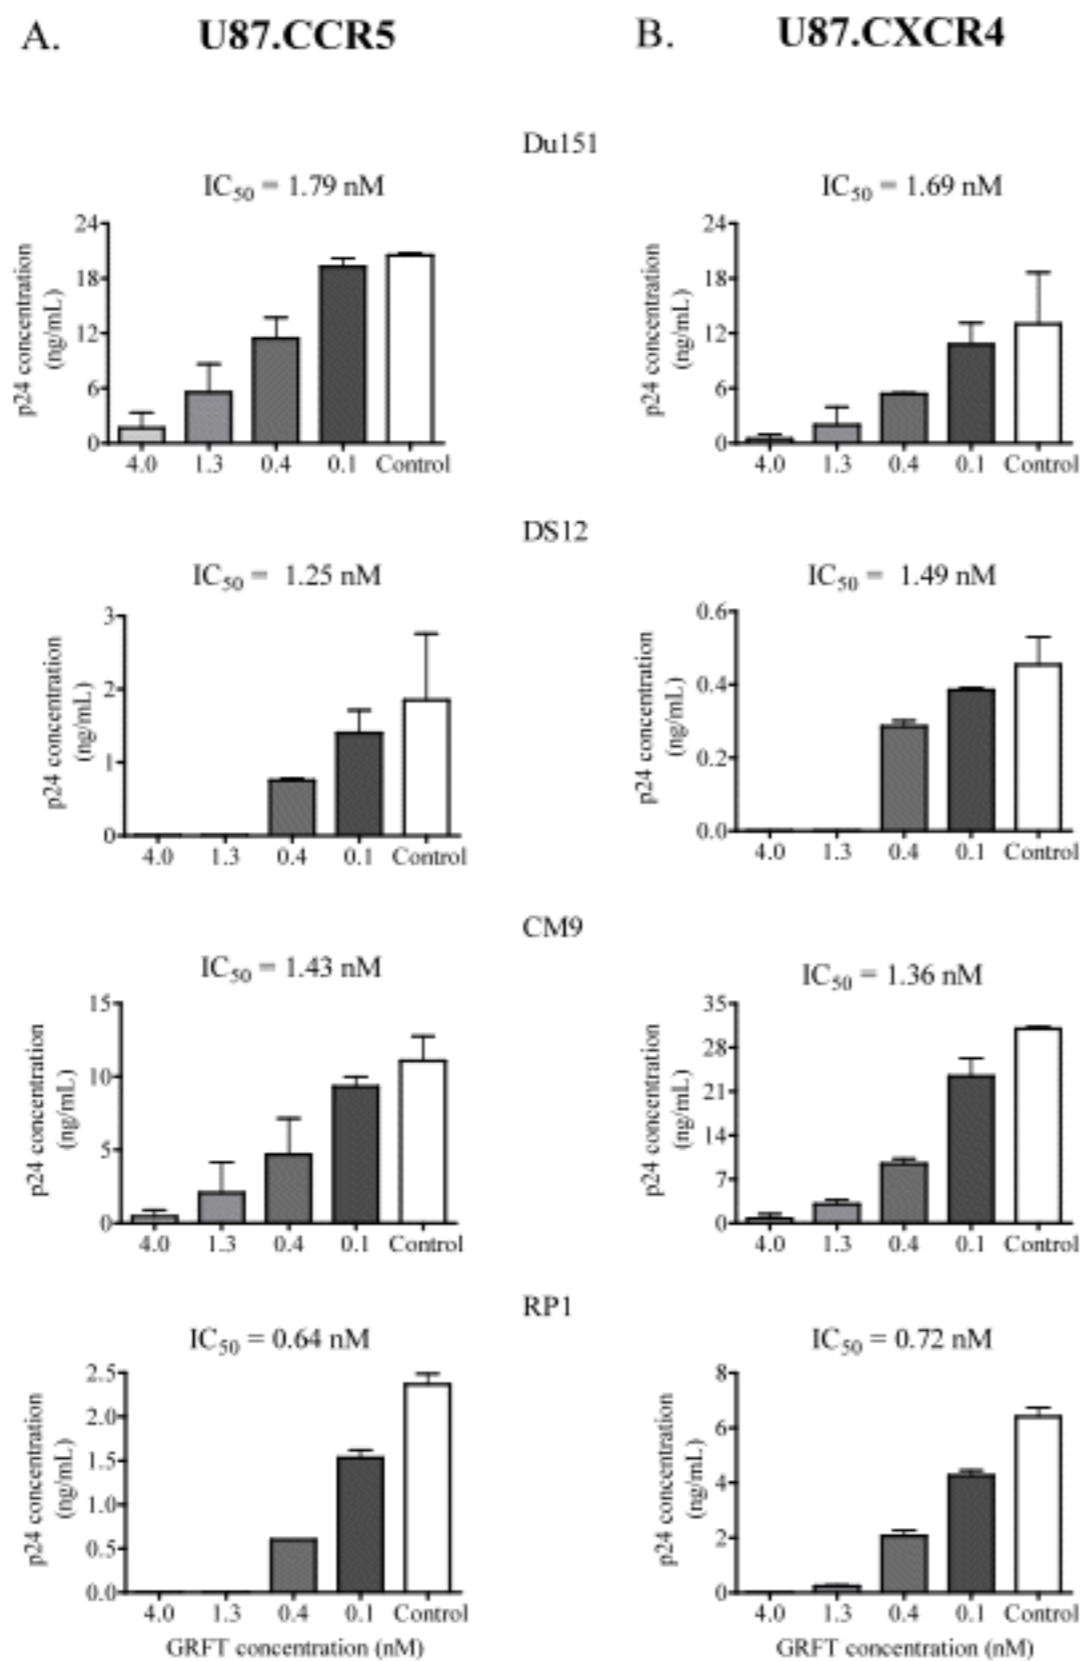 A. U87.CCR5 B. U87.CXCR4
Du151
IC50 = 1.79 nM IC50 = 1.69 nM
p24 concentration (ng/mL)
24
18
12
6
0
4.0 1.3 0.4 0.1 Control
p24 concentration (ng/mL)
24
18
12
6
0
4.0 1.3 0.4 0.1 Control
DS12
IC50 = 1.25 nM IC50 = 1.49 nM
p24 concentration (ng/mL)
3
2
1
0
4.0 1.3 0.4 0.1 Control
p24 concentration (ng/mL)
0.6
0.4
0.2
0.0
4.0 1.3 0.4 0.1 Control
CM9
IC50 = 1.43 nM IC50 = 1.36 nM
p24 concentration (ng/mL)
15
10
5
0
4.0 1.3 0.4 0.1 Control
p24 concentration (ng/mL)
35
28
21
14
7
0
4.0 1.3 0.4 0.1 Control
RP1
IC50 = 0.64 nM IC50 = 0.72 nM
p24 concentration (ng/mL)
2.5
2.0
1.5
1.0
0.5
0.0
4.0 1.3 0.4 0.1 Control
GRFT concentration (nM)
p24 concentration (ng/mL)
8
6
4
2
0
4.0 1.3 0.4 0.1 Control
GRFT concentration (nM)